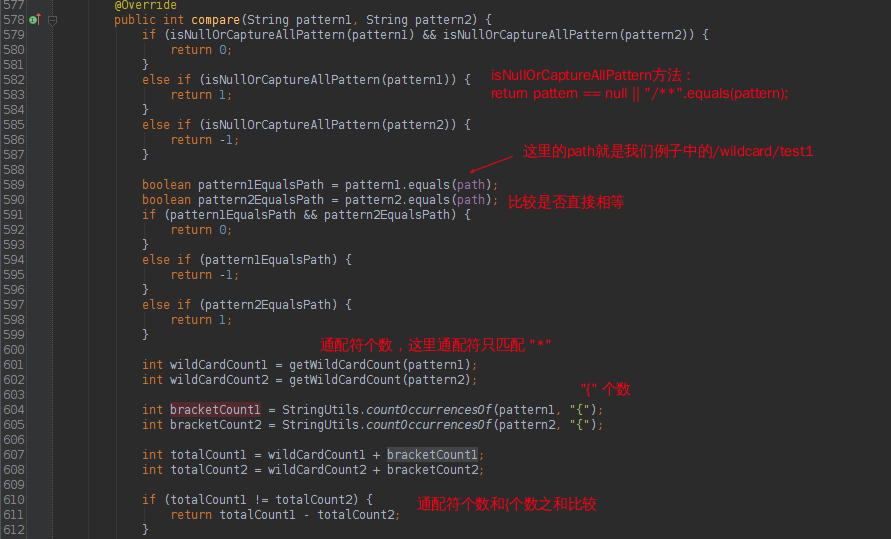 577 @Override
578 public int compare(String pattern1, String pattern2) {
579 if (isNullOrCaptureAllPattern(pattern1) && isNullOrCaptureAllPattern(pattern2)) {
580 return 0;
581 }
582 else if (isNullOrCaptureAllPattern(pattern1)) { isNullOrCaptureAllPattern方法：
583 return 1; return pattern == null || "/**".equals(pattern);
584 }
585 else if (isNullOrCaptureAllPattern(pattern2)) {
586 return -1;
587 } 这里的path就是我们例子中的/wildcard/test1
588
589 boolean pattern1EqualsPath = pattern1.equals(path);
590 boolean pattern2EqualsPath = pattern2.equals(path); 比较是否直接相等
591 if (pattern1EqualsPath && pattern2EqualsPath) {
592 return 0;
593 }
594 else if (pattern1EqualsPath) {
595 return -1;
596 }
597 else if (pattern2EqualsPath) {
598 return 1;
599 }
600 通配符个数，这里通配符只匹配 "*"
601 int wildCardCount1 = getWildCardCount(pattern1);
602 int wildCardCount2 = getWildCardCount(pattern2);
603 "{" 个数
604 int bracketCount1 = StringUtils.countOccurrencesOf(pattern1, "{");
605 int bracketCount2 = StringUtils.countOccurrencesOf(pattern2, "{");
606
607 int totalCount1 = wildCardCount1 + bracketCount1;
608 int totalCount2 = wildCardCount2 + bracketCount2;
609
610 if (totalCount1 != totalCount2) { 通配符个数和{个数之和比较
611 return totalCount1 - totalCount2;
612 }